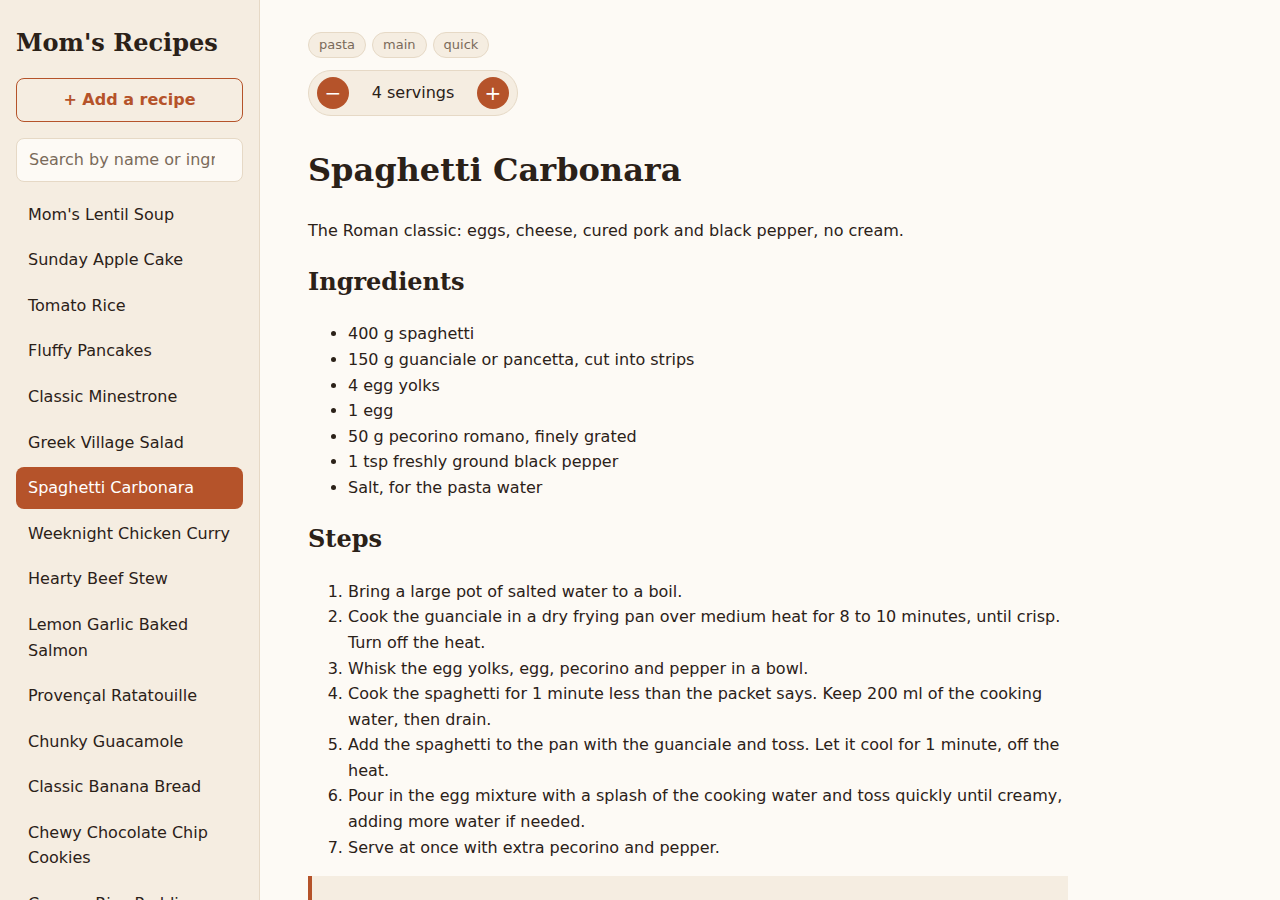 Mom's Recipes
+ Add a recipe
Search by name or ingr
Mom's Lentil Soup
Sunday Apple Cake
Tomato Rice
Fluffy Pancakes
Classic Minestrone
Greek Village Salad
Spaghetti Carbonara
Weeknight Chicken Curry
Hearty Beef Stew
Lemon Garlic Baked
Salmon
Provençal Ratatouille
Chunky Guacamole
Classic Banana Bread
Chewy Chocolate Chip
Cookies
pasta main quick
− 4 servings +
Spaghetti Carbonara
The Roman classic: eggs, cheese, cured pork and black pepper, no cream.
Ingredients
• 400 g spaghetti
• 150 g guanciale or pancetta, cut into strips
• 4 egg yolks
• 1 egg
• 50 g pecorino romano, finely grated
• 1 tsp freshly ground black pepper
• Salt, for the pasta water
Steps
1. Bring a large pot of salted water to a boil.
2. Cook the guanciale in a dry frying pan over medium heat for 8 to 10 minutes, until crisp.
Turn off the heat.
3. Whisk the egg yolks, egg, pecorino and pepper in a bowl.
4. Cook the spaghetti for 1 minute less than the packet says. Keep 200 ml of the cooking
water, then drain.
5. Add the spaghetti to the pan with the guanciale and toss. Let it cool for 1 minute, off the
heat.
6. Pour in the egg mixture with a splash of the cooking water and toss quickly until creamy,
adding more water if needed.
7. Serve at once with extra pecorino and pepper.